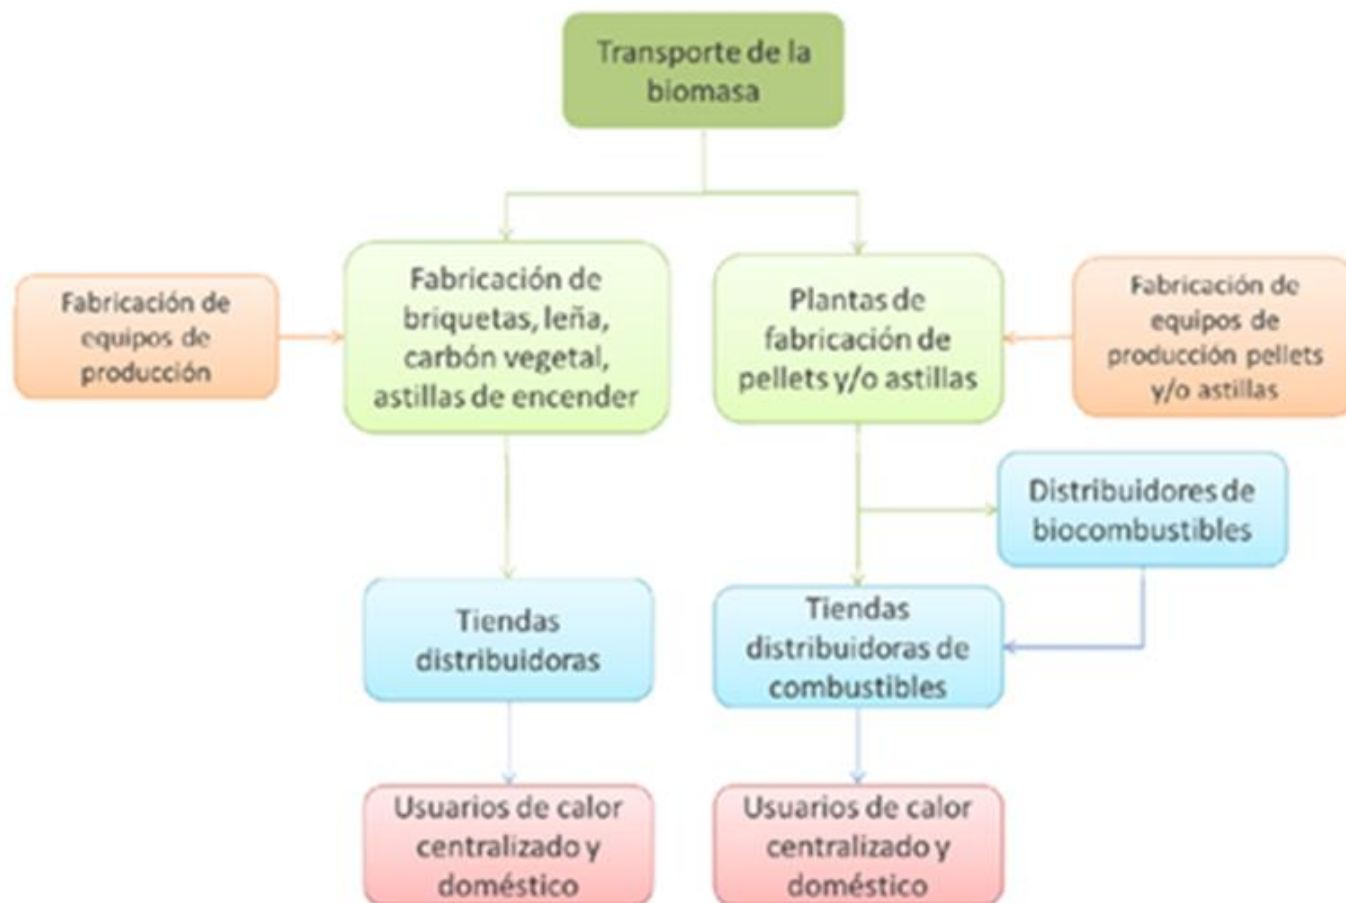 Transporte de la
biomasa
Fabricación de
equipos de
producción
Fabricación de
briquetas, leña,
carbón vegetal,
astillas de encender
Plantas de
fabricación de
pellets y/o astillas
Fabricación de
equipos de
producción pellets
y/o astillas
Distribuidores de
biocombustibles
Tiendas
distribuidoras
Tiendas
distribuidoras de
combustibles
Usuarios de calor
centralizado y
doméstico
Usuarios de calor
centralizado y
doméstico